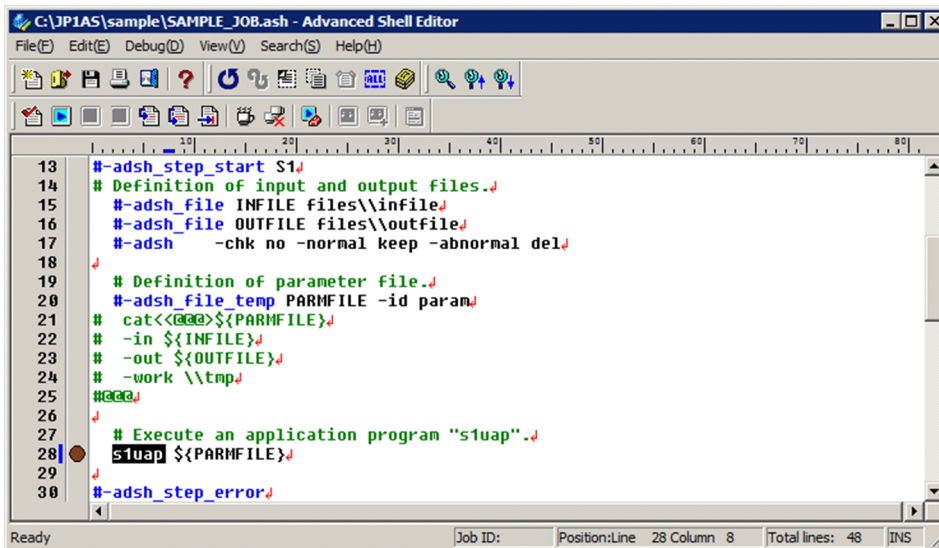 C:\JP1AS\sample\SAMPLE_JOB.ash - Advanced Shell Editor
File(F) Edit(E) Debug(D) View(V) Search(S) Help(H)
ALL
10 20 30 40 50 60 70 80
13 #-adsh_step_start S1
14 # Definition of input and output files.
15 #-adsh_file INFILE files\\infile
16 #-adsh_file OUTFILE files\\outfile
17 #-adsh -chk no -normal keep -abnormal del
18
19 # Definition of parameter file.
20 #-adsh_file_temp PARMFILE -id param
21 # cat<<@@@>${PARMFILE}
22 # -in ${INFILE}
23 # -out ${OUTFILE}
24 # -work \\tmp
25 #@@@
26
27 # Execute an application program "s1uap".
28 s1uap ${PARMFILE}
29
30 #-adsh_step_error
Ready Job ID: Position:Line 28 Column 8 Total lines: 48 INS